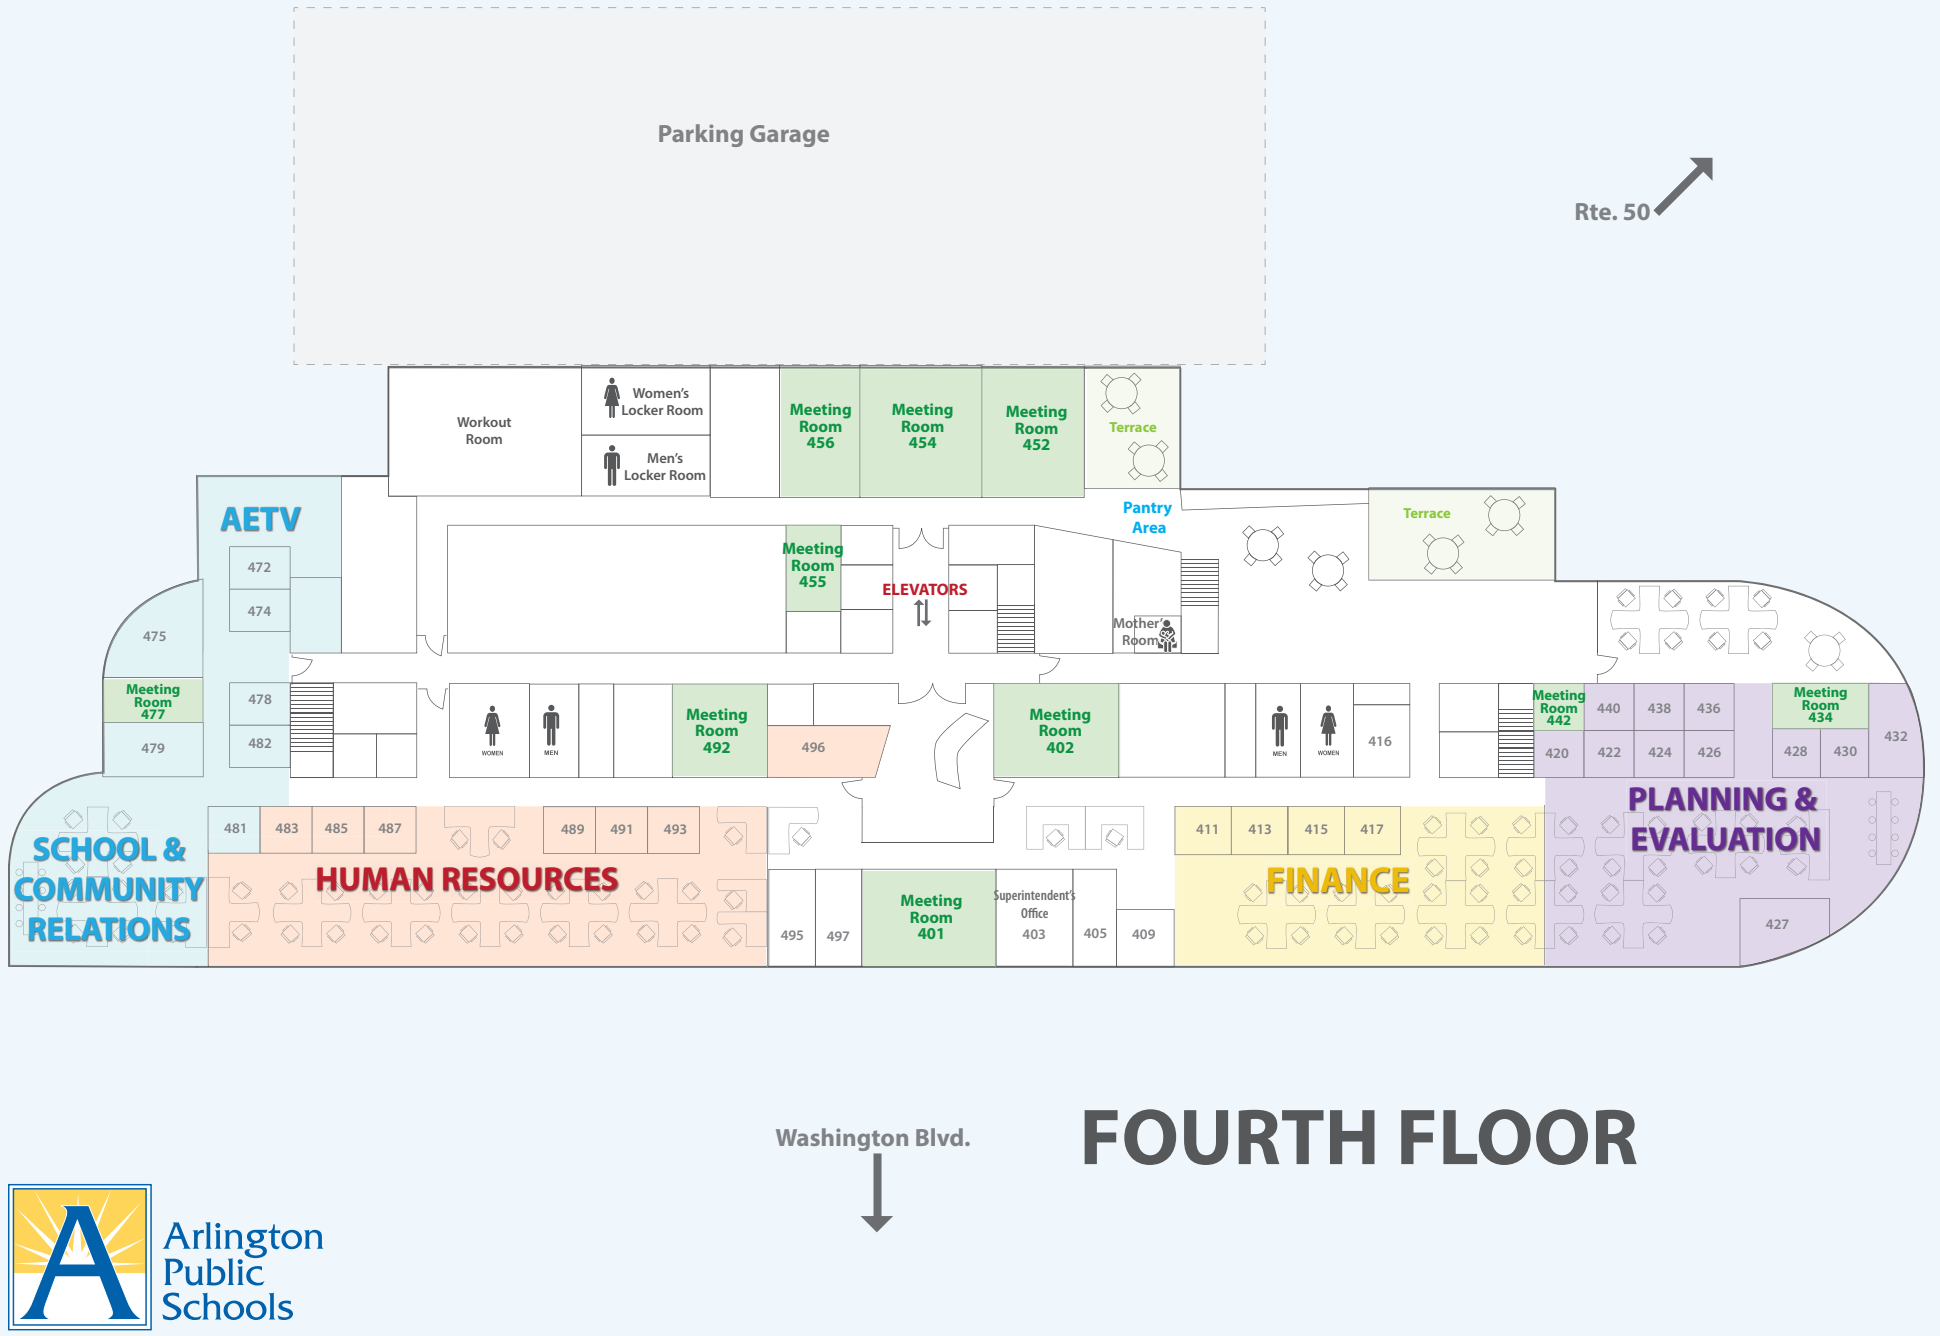 Parking Garage
Rte. 50
Workout
Room
Women's
Locker Room
Men's
Locker Room
Meeting
Room
456
Meeting
Room
454
Meeting
Room
452
Terrace
Pantry
Area
Terrace
AETV
472
474
475
Meeting
Room
455
ELEVATORS
Mother's
Room
Meeting
Room
477
478
479
482
WOMEN
MEN
Meeting
Room
492
496
Meeting
Room
402
MEN
WOMEN
416
Meeting
Room
442
440
438
436
420
422
424
426
Meeting
Room
434
428
430
432
PLANNING &
EVALUATION
427
SCHOOL &
COMMUNITY
RELATIONS
481
483
485
487
489
491
493
HUMAN RESOURCES
495
497
Meeting
Room
401
Superintendent's
Office
403
405
409
411
413
415
417
FINANCE
Washington Blvd.
FOURTH FLOOR
A
Arlington
Public
Schools